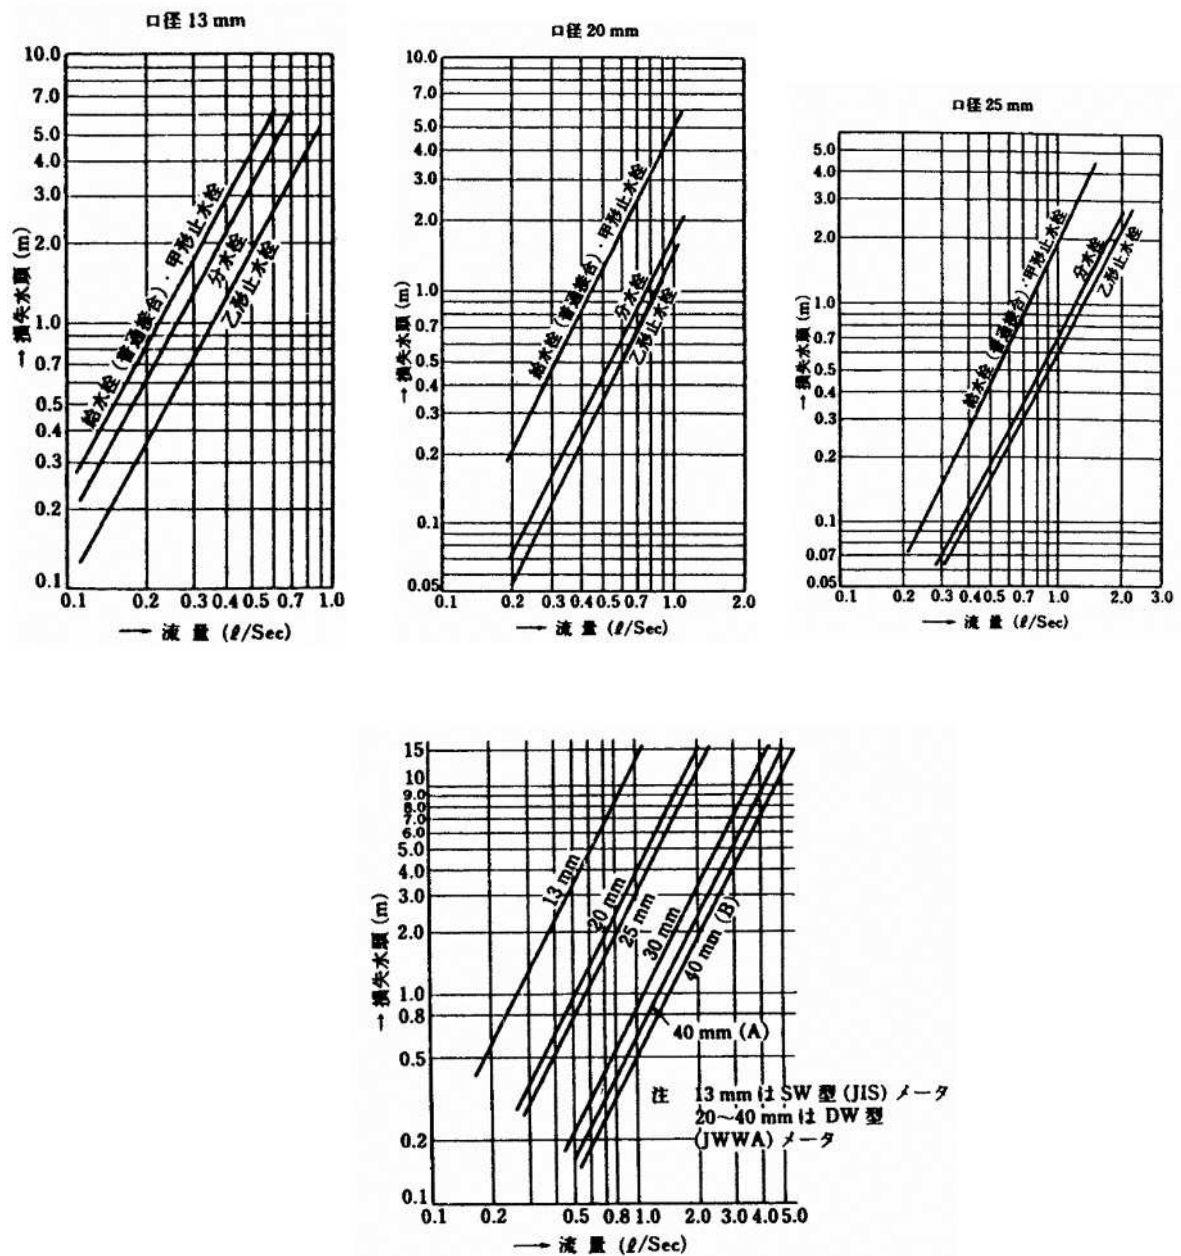 口径 13 mm
10.0
7.0
5.0
4.0
3.0
2.0
1.0
0.7
0.5
0.4
0.3
0.2
0.1
→ 損失水頭 (m)
給水栓 (普通接合)・甲形止水栓
分水栓
乙形止水栓
0.1 0.2 0.3 0.4 0.5 0.7 1.0
→ 流量 (ℓ/Sec)
口径 20 mm
10.0
7.0
5.0
4.0
3.0
2.0
1.0
0.7
0.5
0.4
0.3
0.2
0.1
0.05
→ 損失水頭 (m)
給水栓 (普通接合)・甲形止水栓
分水栓
乙形止水栓
0.1 0.2 0.3 0.4 0.5 0.7 1.0 2.0
→ 流量 (ℓ/Sec)
口径 25 mm
5.0
4.0
3.0
2.0
1.0
0.7
0.5
0.4
0.3
0.2
0.1
0.07
0.05
→ 損失水頭 (m)
給水栓 (普通接合)・甲形止水栓
分水栓
乙形止水栓
0.1 0.2 0.3 0.5 0.7 1.0 2.0 3.0
→ 流量 (ℓ/Sec)
15
10
9.0
8.0
7.0
6.0
5.0
4.0
3.0
2.0
1.0
0.8
0.5
0.2
0.1
→ 損失水頭 (m)
13 mm
20 mm
25 mm
30 mm
40 mm (B)
40 mm (A)
注 13 mm は SW 型 (JIS) メータ
20〜40 mm は DW 型
(JWWA) メータ
0.1 0.2 0.5 0.8 1.0 2.0 3.0 4.0 5.0
→ 流量 (ℓ/Sec)